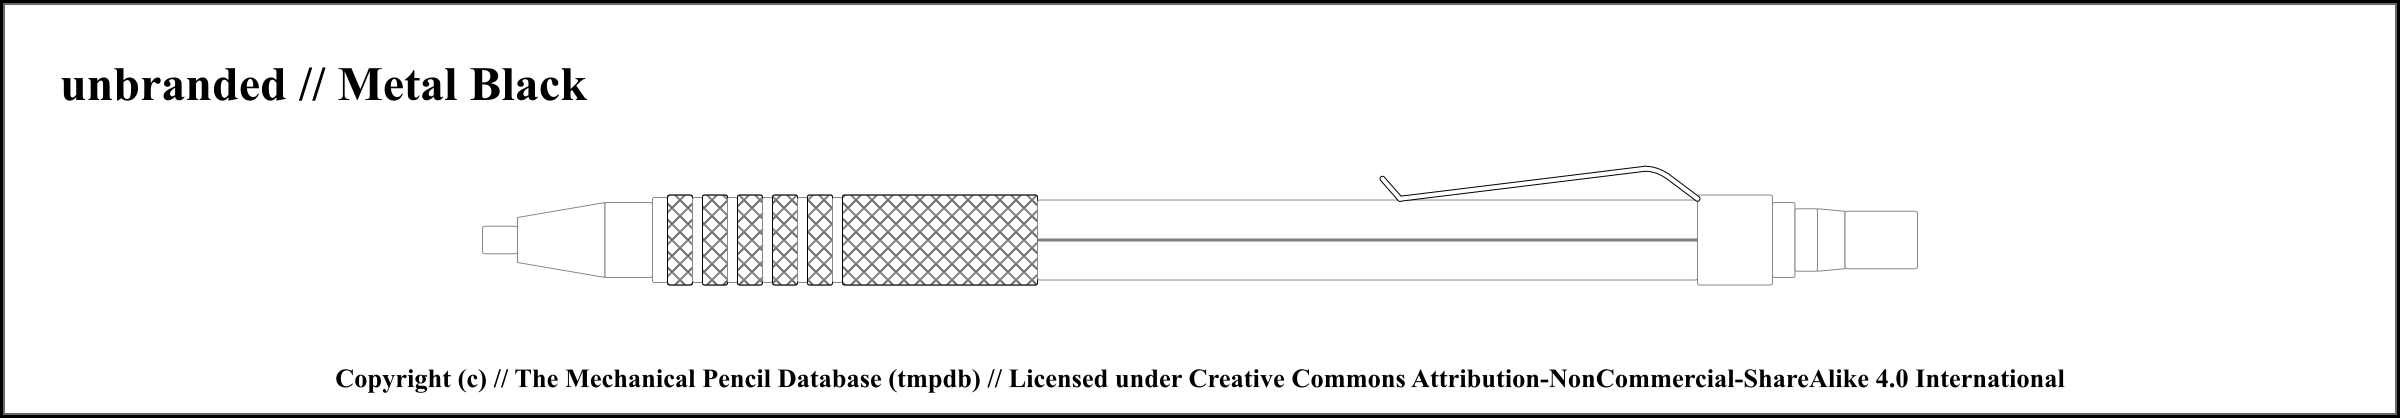 unbranded // Metal Black
Copyright (c) // The Mechanical Pencil Database (tmpdb) // Licensed under Creative Commons Attribution-NonCommercial-ShareAlike 4.0 International